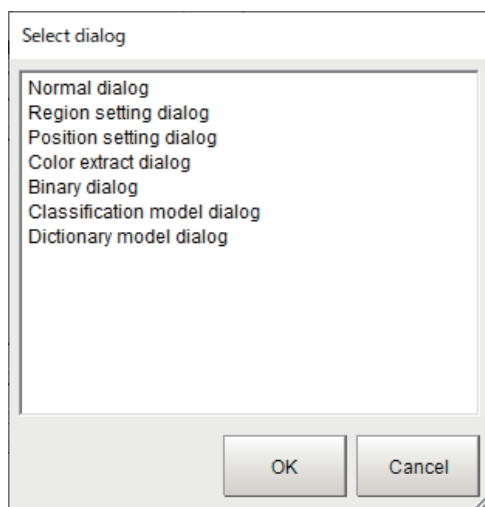 Select dialog
Normal dialog
Region setting dialog
Position setting dialog
Color extract dialog
Binary dialog
Classification model dialog
Dictionary model dialog
OK
Cancel